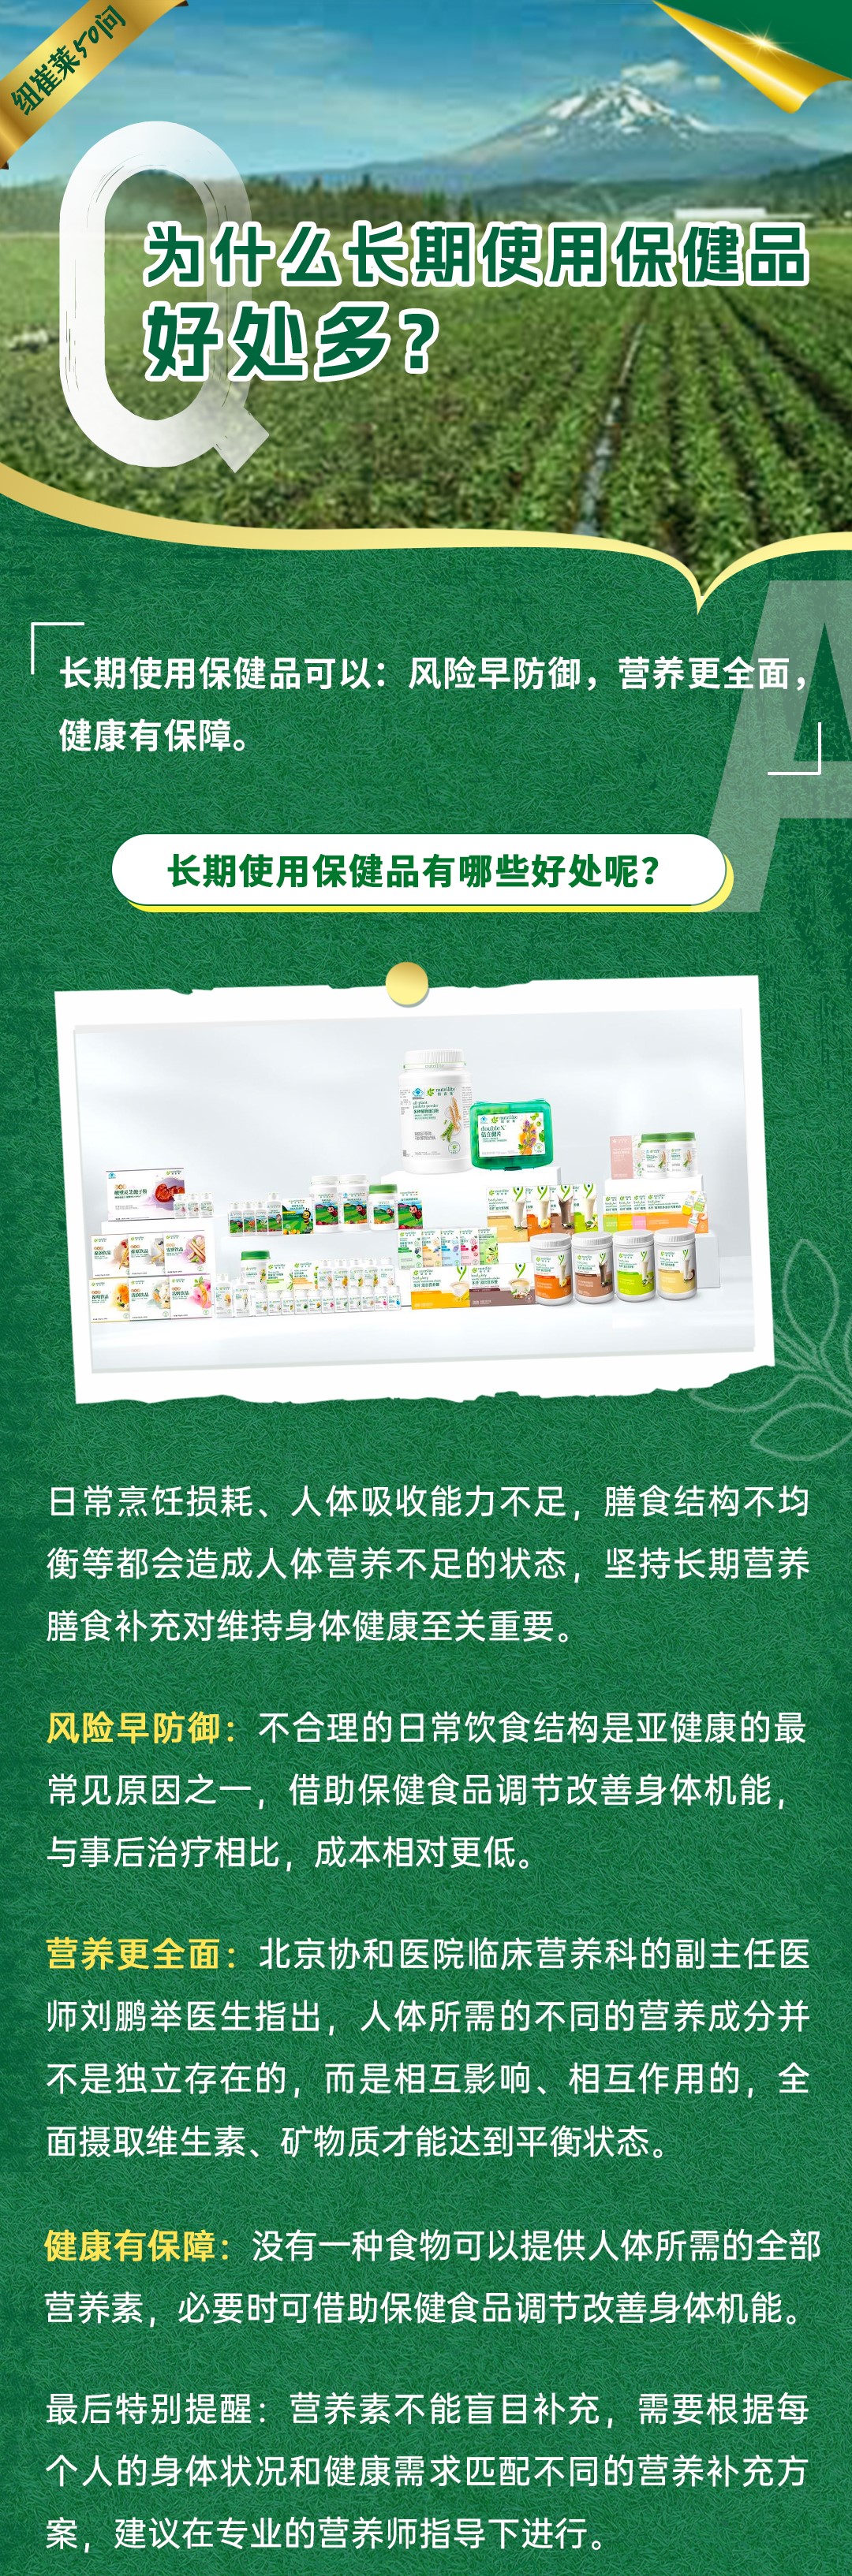 纽崔莱50问
Q
为什么长期使用保健品
好处多?
A
长期使用保健品可以：风险早防御，营养更全面，
健康有保障。
长期使用保健品有哪些好处呢？
nutrilite
double X
日常烹饪损耗、人体吸收能力不足，膳食结构不均
衡等都会造成人体营养不足的状态，坚持长期营养
膳食补充对维持身体健康至关重要。
风险早防御：不合理的日常饮食结构是亚健康的最
常见原因之一，借助保健食品调节改善身体机能，
与事后治疗相比，成本相对更低。
营养更全面：北京协和医院临床营养科的副主任医
师刘鹏举医生指出，人体所需的不同的营养成分并
不是独立存在的，而是相互影响、相互作用的，全
面摄取维生素、矿物质才能达到平衡状态。
健康有保障：没有一种食物可以提供人体所需的全部
营养素，必要时可借助保健食品调节改善身体机能。
最后特别提醒：营养素不能盲目补充，需要根据每
个人的身体状况和健康需求匹配不同的营养补充方
案，建议在专业的营养师指导下进行。